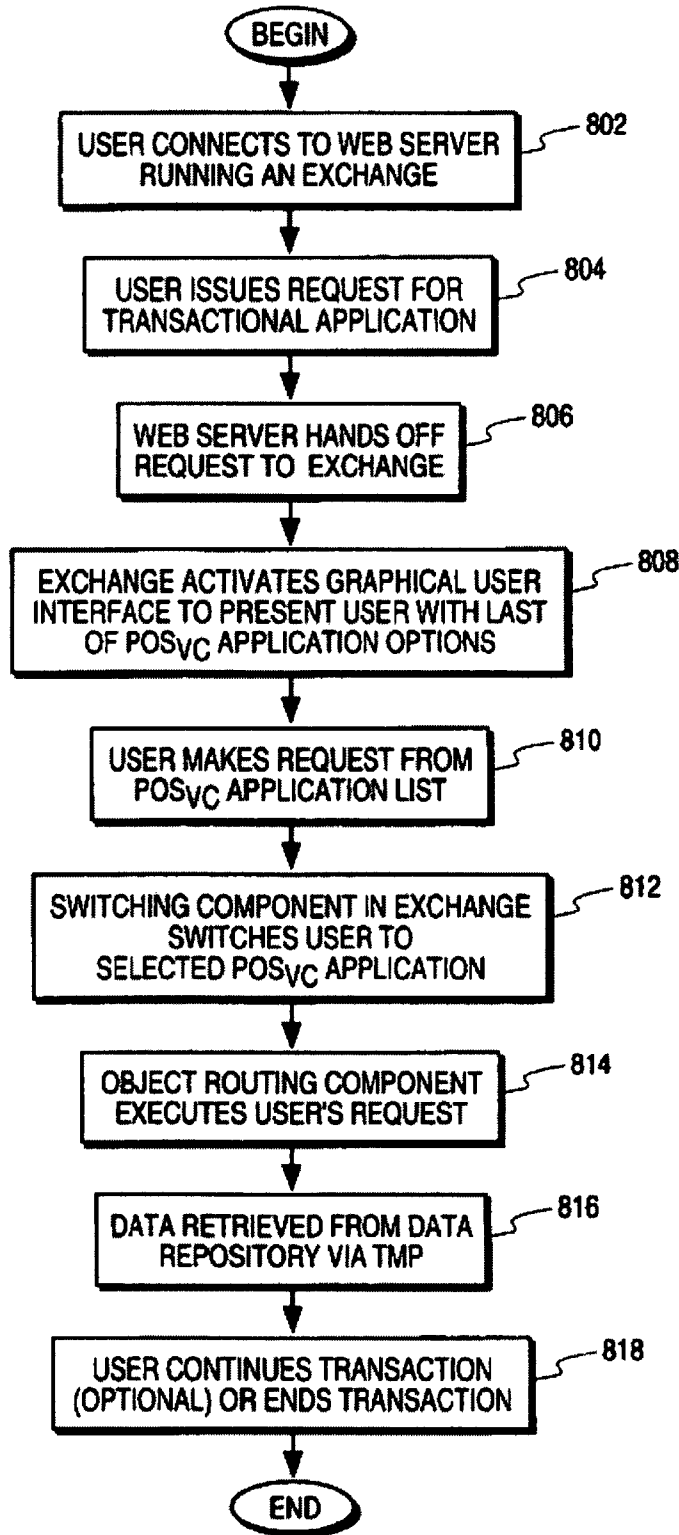 BEGIN
USER CONNECTS TO WEB SERVER
RUNNING AN EXCHANGE
802
USER ISSUES REQUEST FOR
TRANSACTIONAL APPLICATION
804
WEB SERVER HANDS OFF
REQUEST TO EXCHANGE
806
EXCHANGE ACTIVATES GRAPHICAL USER
INTERFACE TO PRESENT USER WITH LAST
OF POSVC APPLICATION OPTIONS
808
USER MAKES REQUEST FROM
POSVC APPLICATION LIST
810
SWITCHING COMPONENT IN EXCHANGE
SWITCHES USER TO
SELECTED POSVC APPLICATION
812
OBJECT ROUTING COMPONENT
EXECUTES USER'S REQUEST
814
DATA RETRIEVED FROM DATA
REPOSITORY VIA TMP
816
USER CONTINUES TRANSACTION
(OPTIONAL) OR ENDS TRANSACTION
818
END